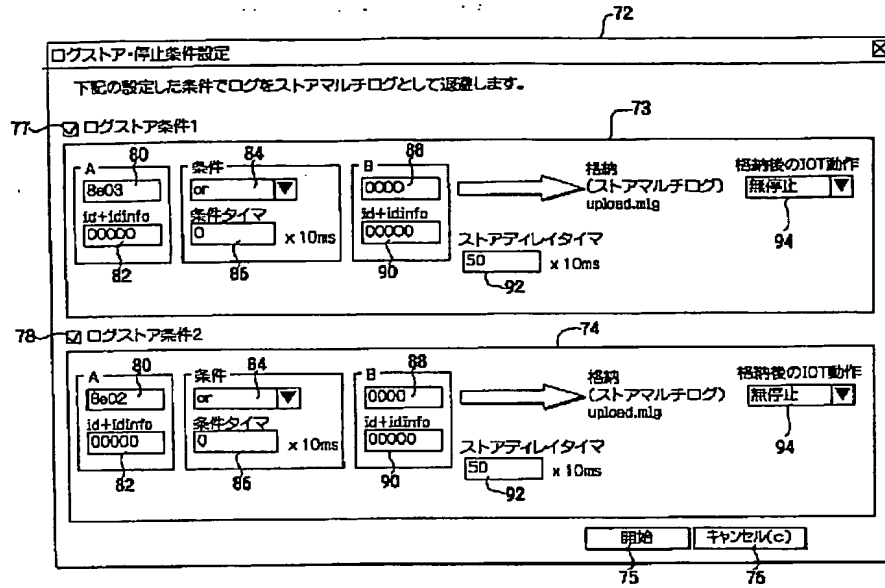 72
ログストア・停止条件設定
下記の設定した条件でログをストアマルチログとして退避します。
77 ログストア条件1 73
80 84 88
A 条件 B 格納 格納後のIOT動作
8e03 or 0000 (ストアマルチログ) 無停止
upload.mlg
id+idinfo 条件タイマ id+idinfo 94
00000 0 x10ms 00000 ストアディレイタイマ
82 86 90 50 x10ms
92
78 ログストア条件2 74
80 84 88
A 条件 B 格納 格納後のIOT動作
8e02 or 0000 (ストアマルチログ) 無停止
upload.mlg
id+idinfo 条件タイマ id+idinfo 94
00000 0 x10ms 00000 ストアディレイタイマ
82 86 90 50 x10ms
92
開始 キャンセル(c)
75 76